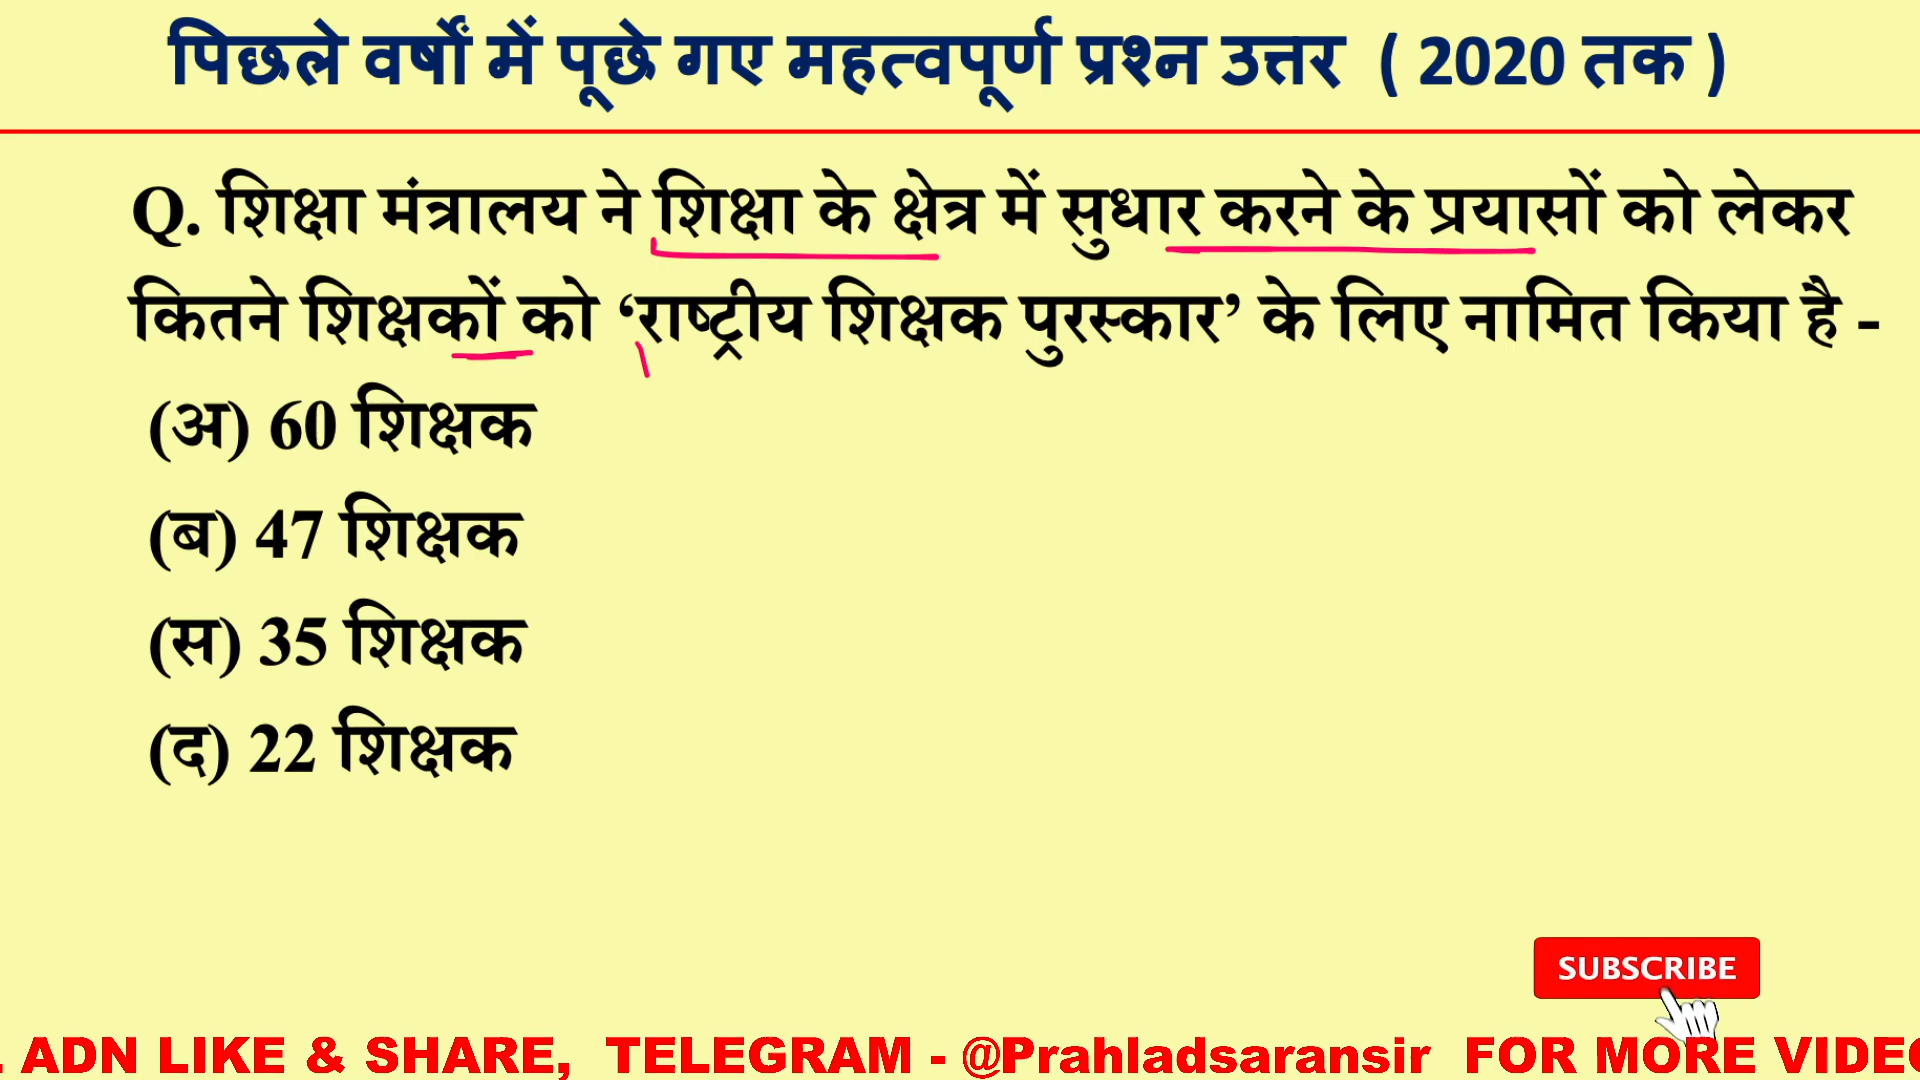 पिछले वर्षों में पूछे गए महत्वपूर्ण प्रश्न उत्तर ( 2020 तक )
Q. शिक्षा मंत्रालय ने शिक्षा के क्षेत्र में सुधार करने के प्रयासों को लेकर
कितने शिक्षकों को ‘राष्ट्रीय शिक्षक पुरस्कार’ के लिए नामित किया है -
(अ) 60 शिक्षक
(ब) 47 शिक्षक
(स) 35 शिक्षक
(द) 22 शिक्षक
SUBSCRIBE
ADN LIKE & SHARE, TELEGRAM - @Prahladsaransir FOR MORE